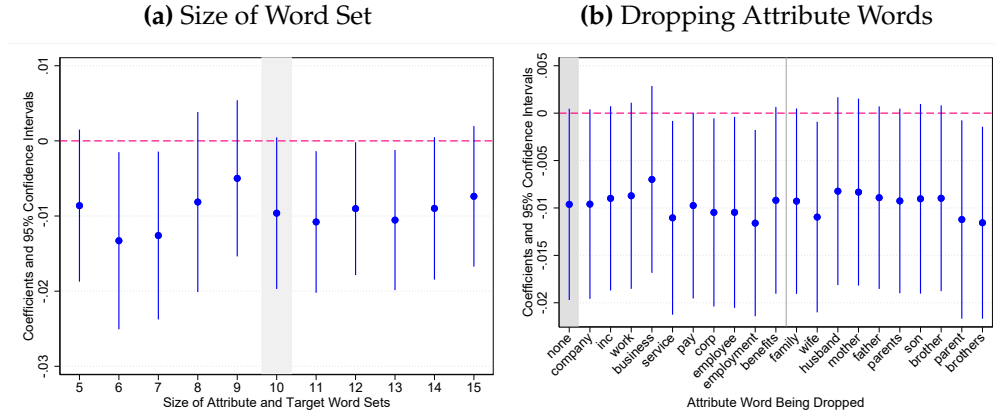 (a) Size of Word Set
Coefficients and 95% Confidence Intervals
.01
0
-.01
-.02
-.03
5 6 7 8 9 10 11 12 13 14 15
Size of Attribute and Target Word Sets
(b) Dropping Attribute Words
Coefficients and 95% Confidence Intervals
.005
0
-.005
-.01
-.015
-.02
none company inc work business service pay corp employee employment benefits family wife husband mother father parents son brother parent brothers
Attribute Word Being Dropped